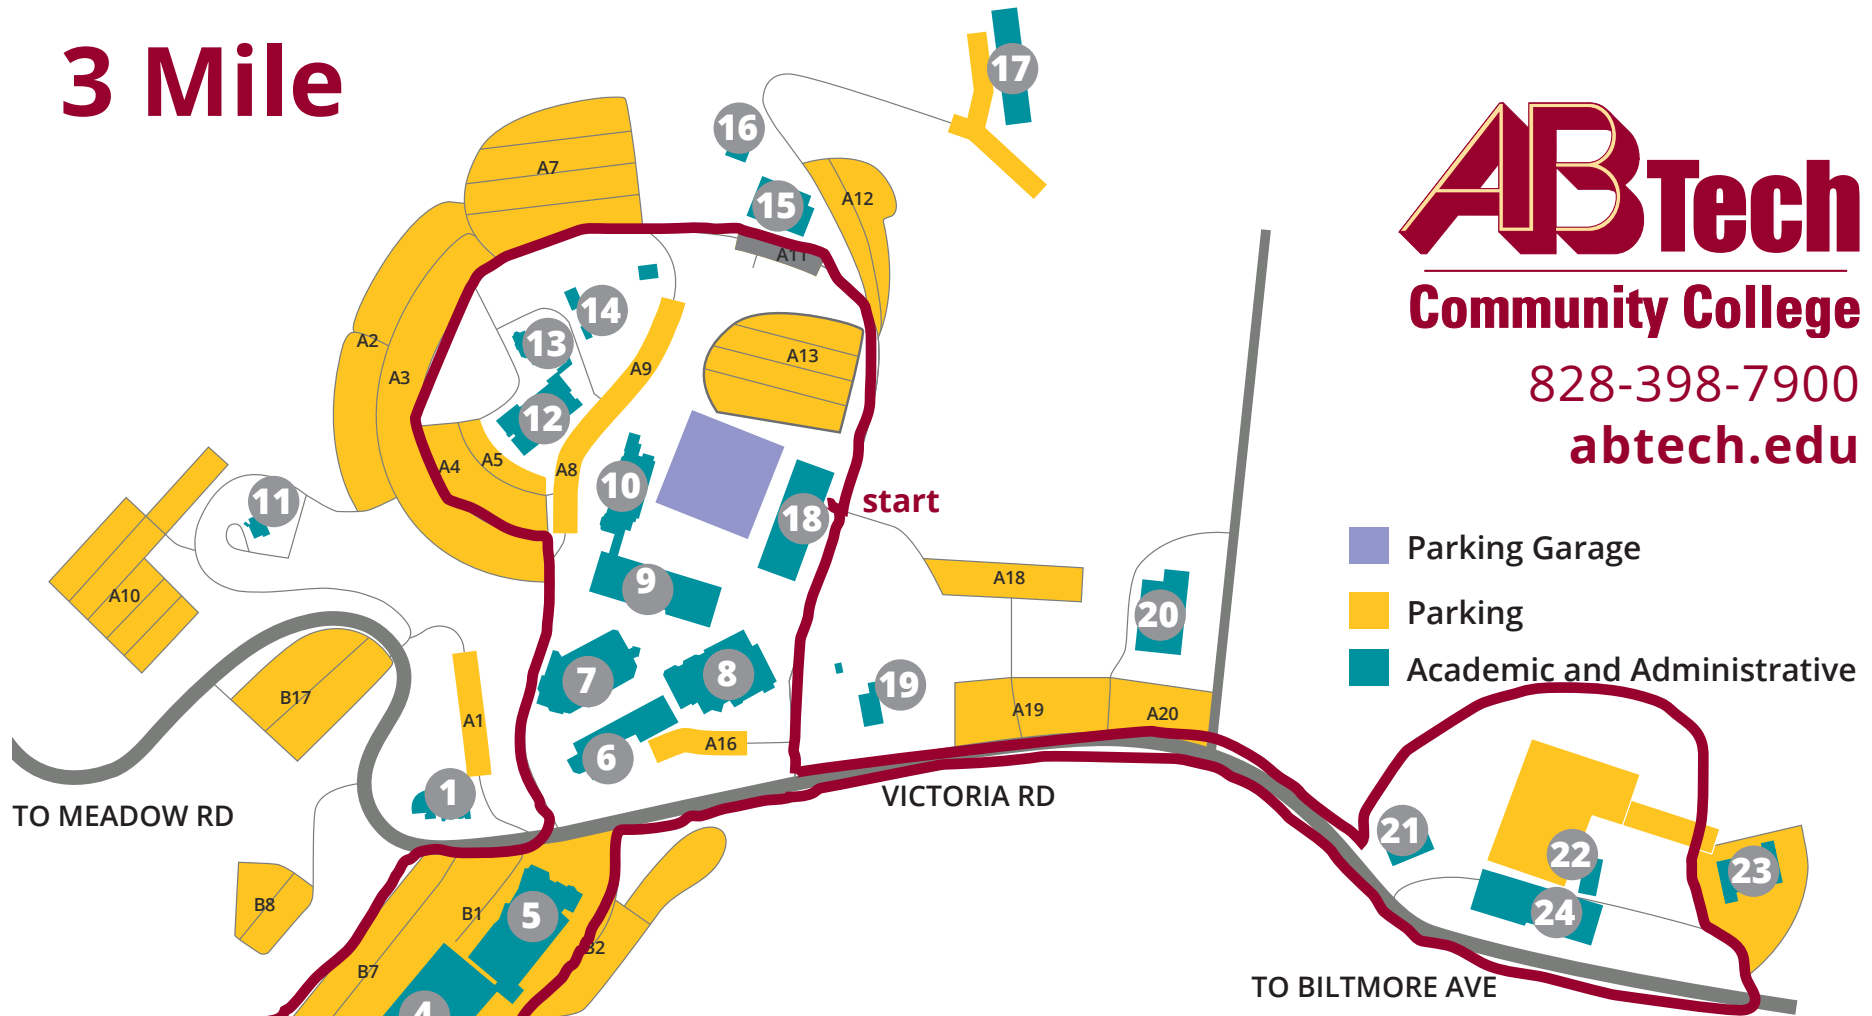 3 Mile
17
16
A7
15
A12
AB Tech
Community College
828-398-7900
abtech.edu
A11
14
13
A2
A3
A9
A13
12
A4
A5
A8
10
11
18
start
Parking Garage
Parking
Academic and Administrative
9
A18
A10
20
7
8
19
B17
A1
6
A16
A19
A20
1
TO MEADOW RD
VICTORIA RD
21
22
23
24
B8
B1
5
B2
B7
4
TO BILTMORE AVE